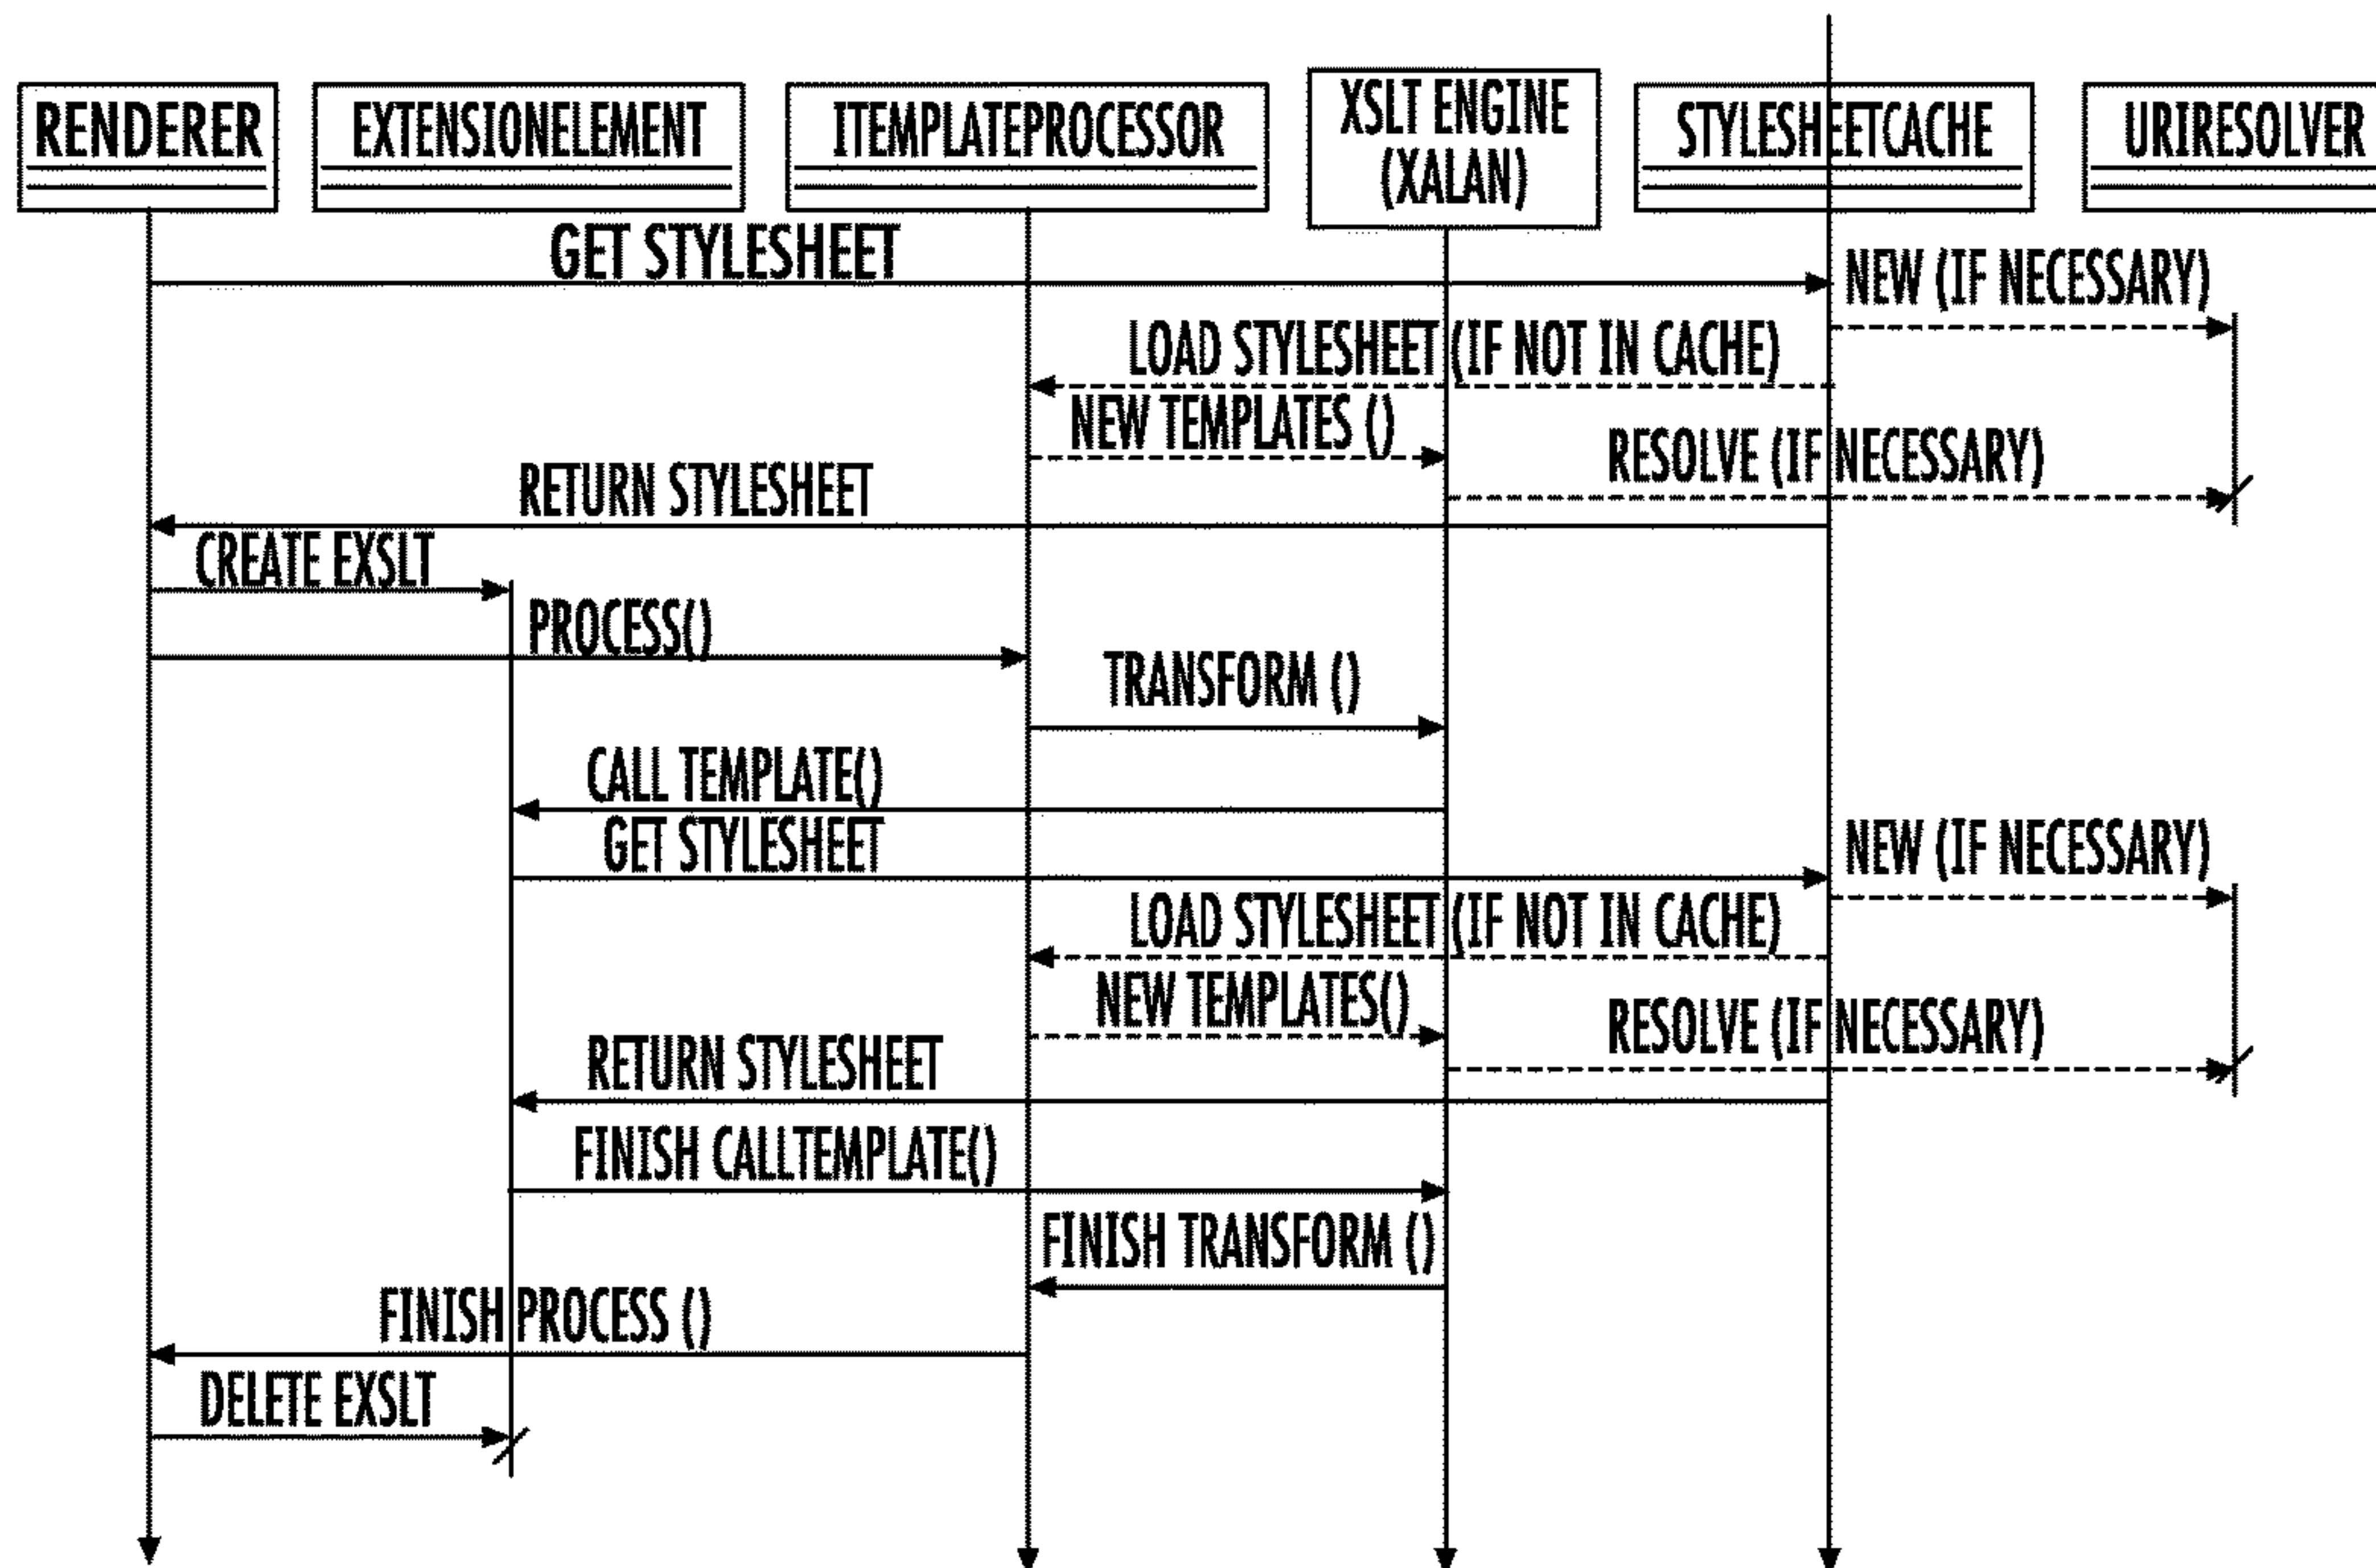 RENDERER
EXTENSIONELEMENT
ITEMPLATEPROCESSOR
XSLT ENGINE
(XALAN)
STYLESHEETCACHE
URIRESOLVER
GET STYLESHEET
NEW (IF NECESSARY)
LOAD STYLESHEET (IF NOT IN CACHE)
NEW TEMPLATES ()
RESOLVE (IF NECESSARY)
RETURN STYLESHEET
CREATE EXSLT
PROCESS()
TRANSFORM ()
CALL TEMPLATE()
GET STYLESHEET
NEW (IF NECESSARY)
LOAD STYLESHEET (IF NOT IN CACHE)
NEW TEMPLATES()
RESOLVE (IF NECESSARY)
RETURN STYLESHEET
FINISH CALLTEMPLATE()
FINISH TRANSFORM ()
FINISH PROCESS ()
DELETE EXSLT